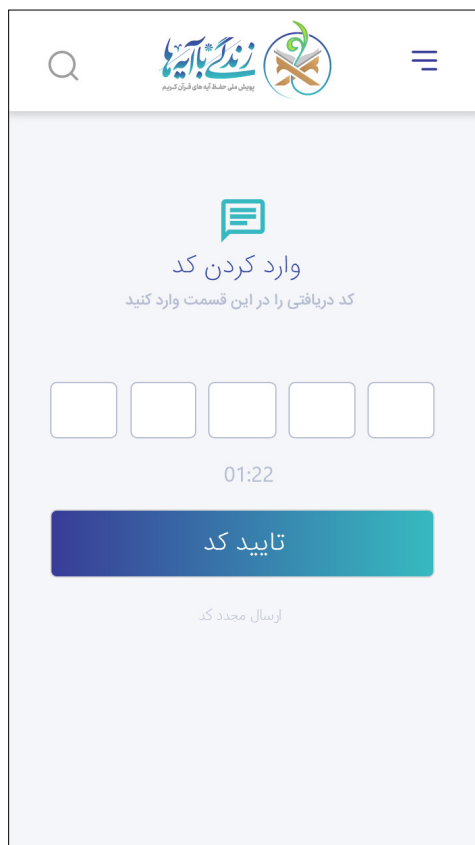 زندگی با آیه‌ها
پویش ملی حفظ آیه های قرآن کریم
وارد کردن کد
کد دریافتی را در این قسمت وارد کنید
01:22
تایید کد
ارسال مجدد کد